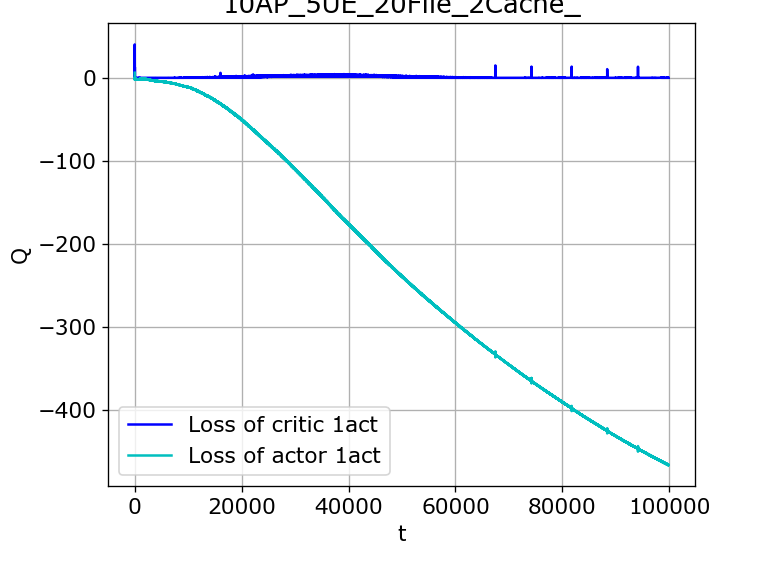 10AP_5UE_20File_2Cache_
0
−100
−200
−300
−400
Q
Loss of critic 1act
Loss of actor 1act
0 20000 40000 60000 80000 100000
t